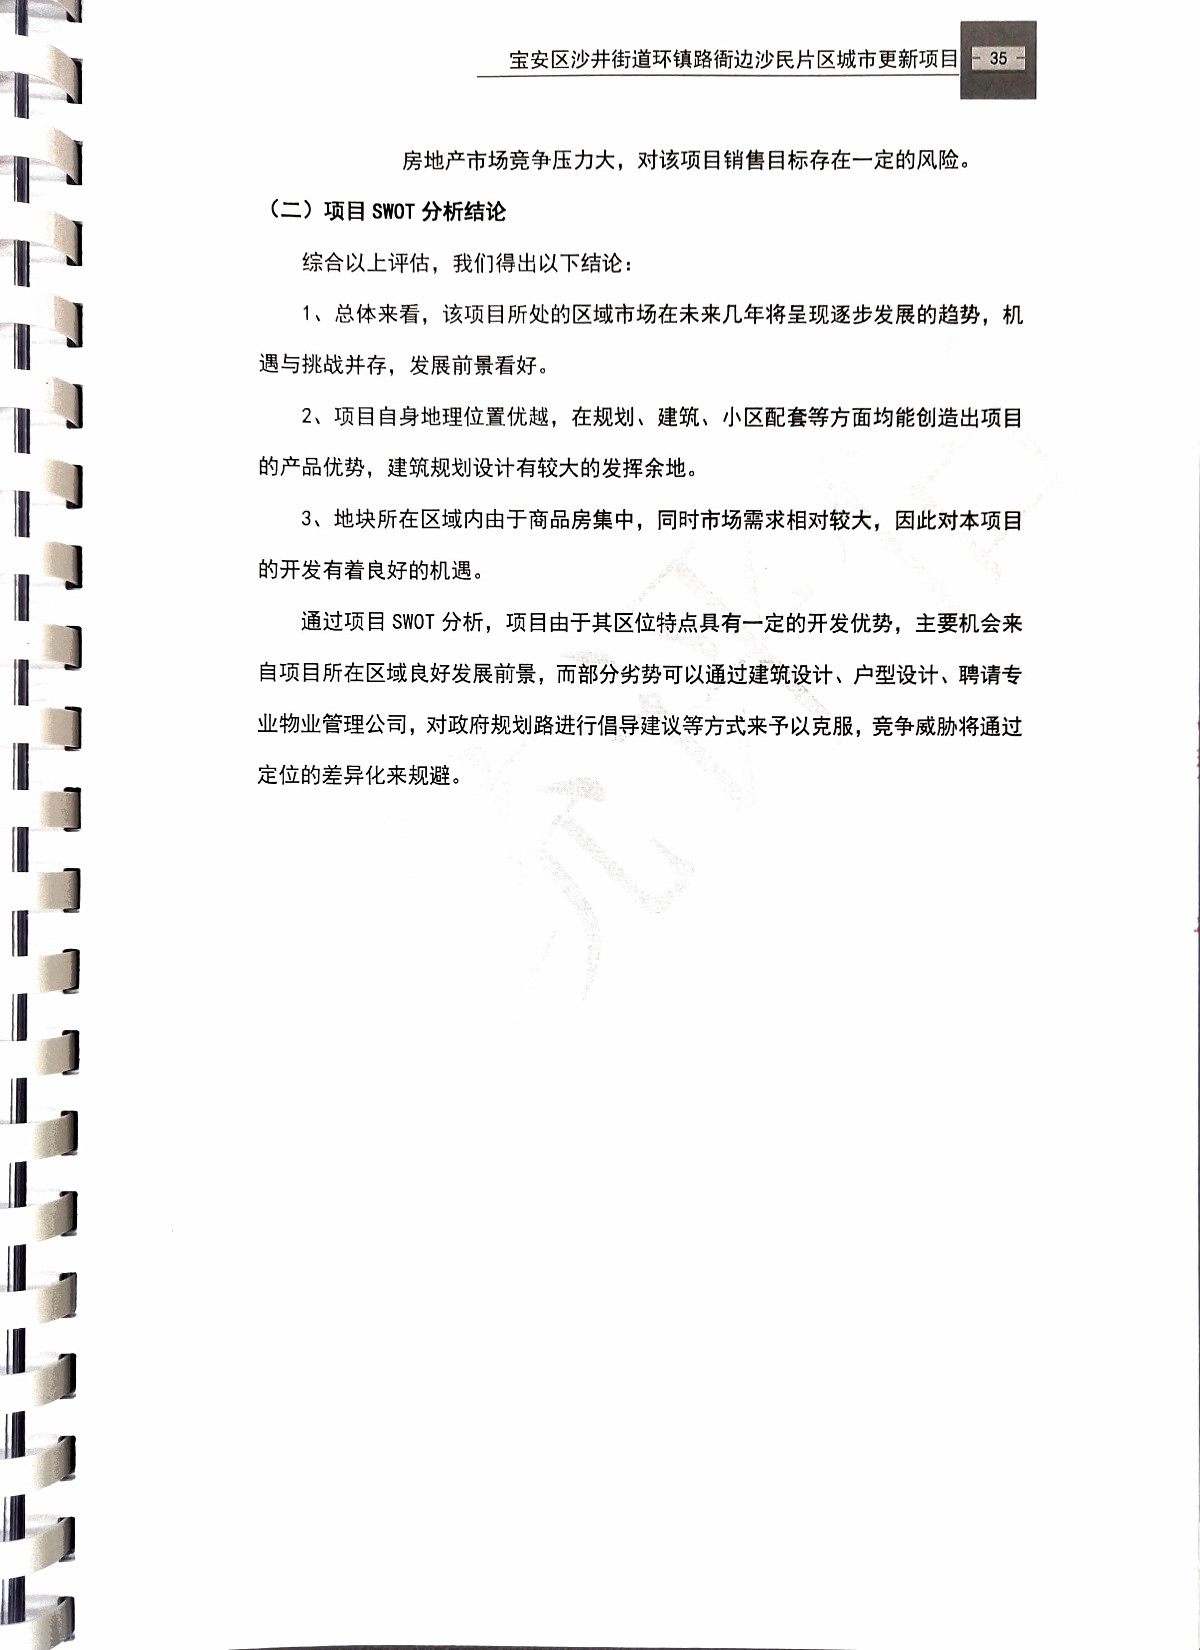 宝安区沙井街道环镇路衙边沙民片区城市更新项目 - 35 -
房地产市场竞争压力大，对该项目销售目标存在一定的风险。
（二）项目 SWOT 分析结论
综合以上评估，我们得出以下结论：
1、总体来看，该项目所处的区域市场在未来几年将呈现逐步发展的趋势，机
遇与挑战并存，发展前景看好。
2、项目自身地理位置优越，在规划、建筑、小区配套等方面均能创造出项目
的产品优势，建筑规划设计有较大的发挥余地。
3、地块所在区域内由于商品房集中，同时市场需求相对较大，因此对本项目
的开发有着良好的机遇。
通过项目 SWOT 分析，项目由于其区位特点具有一定的开发优势，主要机会来
自项目所在区域良好发展前景，而部分劣势可以通过建筑设计、户型设计、聘请专
业物业管理公司，对政府规划路进行倡导建议等方式来予以克服，竞争威胁将通过
定位的差异化来规避。